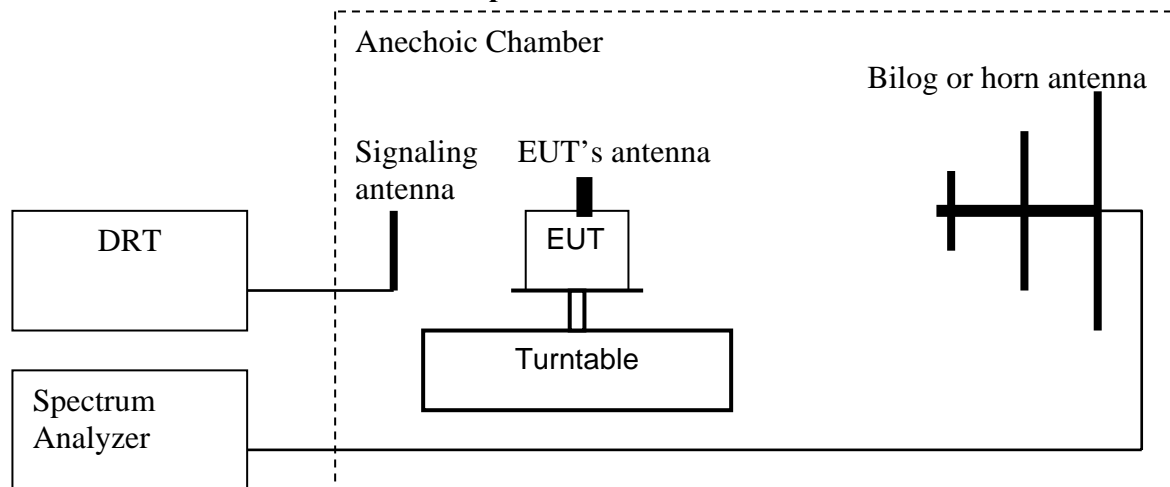 Anechoic Chamber
Bilog or horn antenna
Signaling
antenna
EUT's antenna
DRT
EUT
Turntable
Spectrum
Analyzer